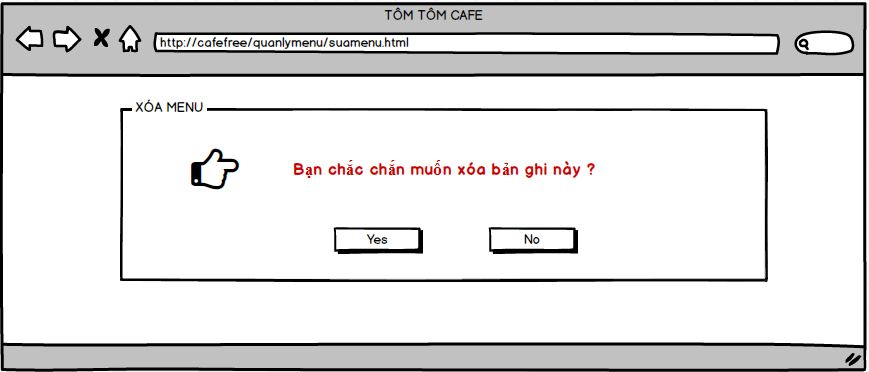 TÔM TÔM CAFE
http://cafefree/quanlymenu/suamenu.html
XÓA MENU
Bạn chắc chắn muốn xóa bản ghi này ?
Yes No